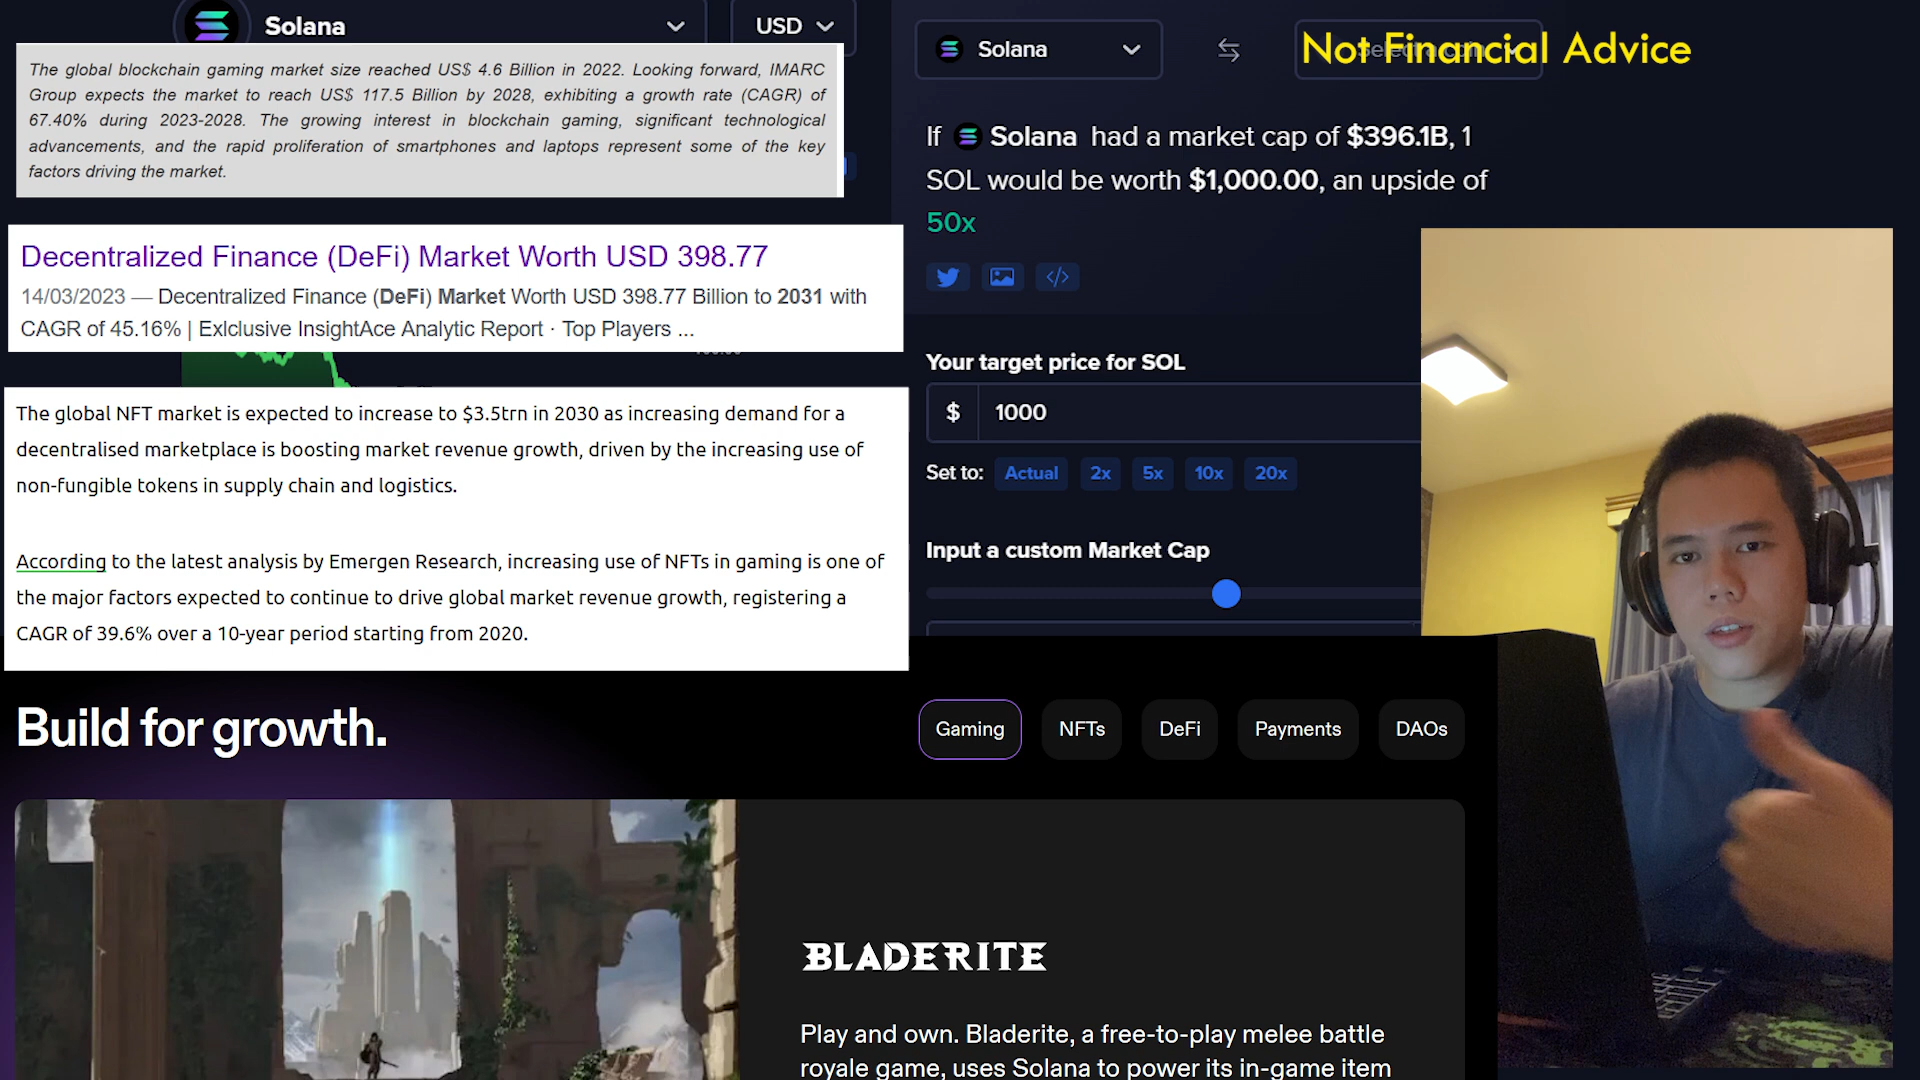 Solana
USD
The global blockchain gaming market size reached US$ 4.6 Billion in 2022. Looking forward, IMARC
Group expects the market to reach US$ 117.5 Billion by 2028, exhibiting a growth rate (CAGR) of
67.40% during 2023-2028. The growing interest in blockchain gaming, significant technological
advancements, and the rapid proliferation of smartphones and laptops represent some of the key
factors driving the market.
Decentralized Finance (DeFi) Market Worth USD 398.77
14/03/2023 — Decentralized Finance (DeFi) Market Worth USD 398.77 Billion to 2031 with
CAGR of 45.16% | Exlclusive InsightAce Analytic Report · Top Players ...
The global NFT market is expected to increase to $3.5trn in 2030 as increasing demand for a
decentralised marketplace is boosting market revenue growth, driven by the increasing use of
non-fungible tokens in supply chain and logistics.
According to the latest analysis by Emergen Research, increasing use of NFTs in gaming is one of
the major factors expected to continue to drive global market revenue growth, registering a
CAGR of 39.6% over a 10-year period starting from 2020.
Solana
Not Financial Advice
If Solana had a market cap of $396.1B, 1
SOL would be worth $1,000.00, an upside of
50x
Your target price for SOL
$ 1000
Set to: Actual 2x 5x 10x 20x
Input a custom Market Cap
Build for growth.
Gaming NFTs DeFi Payments DAOs
BLADERITE
Play and own. Bladerite, a free-to-play melee battle
royale game, uses Solana to power its in-game item